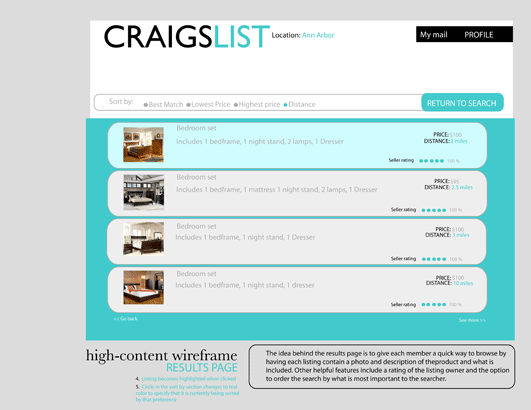 CRAIGSLIST Location: Ann Arbor
My mail PROFILE
Sort by: Best Match Lowest Price Highest price Distance RETURN TO SEARCH
Bedroom set
Includes 1 bedframe, 1 night stand, 2 lamps, 1 Dresser
PRICE: $100
DISTANCE: 2 miles
Seller rating 100 %
Bedroom set
Includes 1 bedframe, 1 mattress 1 night stand, 2 lamps, 1 Dresser
PRICE: $85
DISTANCE: 2.5 miles
Seller rating 100 %
Bedroom set
Includes 1 bedframe, 1 night stand, 1 Dresser
PRICE: $100
DISTANCE: 3 miles
Seller rating 100 %
Bedroom set
Includes 1 bedframe, 1 night stand, 1 dresser
PRICE: $100
DISTANCE: 10 miles
Seller rating 100 %
<< Go back See more >>
high-content wireframe
RESULTS PAGE
4. Listing becomes highlighted when clicked
5. Circle in the sort by section changes to teal
color to specify that it is currently being sorted
by that preference
The idea behind the results page is to give each member a quick way to browse by
having each listing contain a photo and description of theproduct and what is
included. Other helpful features include a rating of the listing owner and the option
to order the search by what is most important to the searcher.